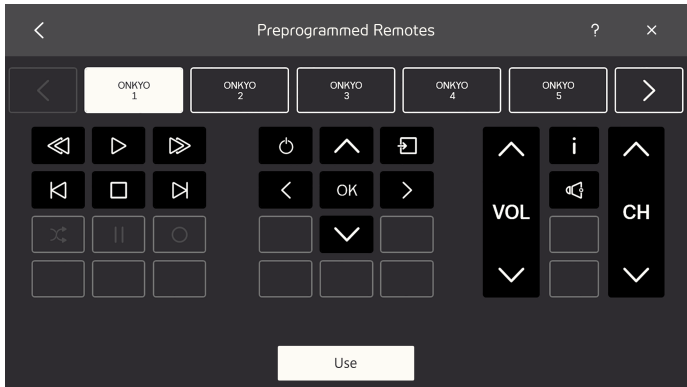 Preprogrammed Remotes
?
ONKYO
1
ONKYO
2
ONKYO
3
ONKYO
4
ONKYO
5
i
OK
VOL
CH
Use